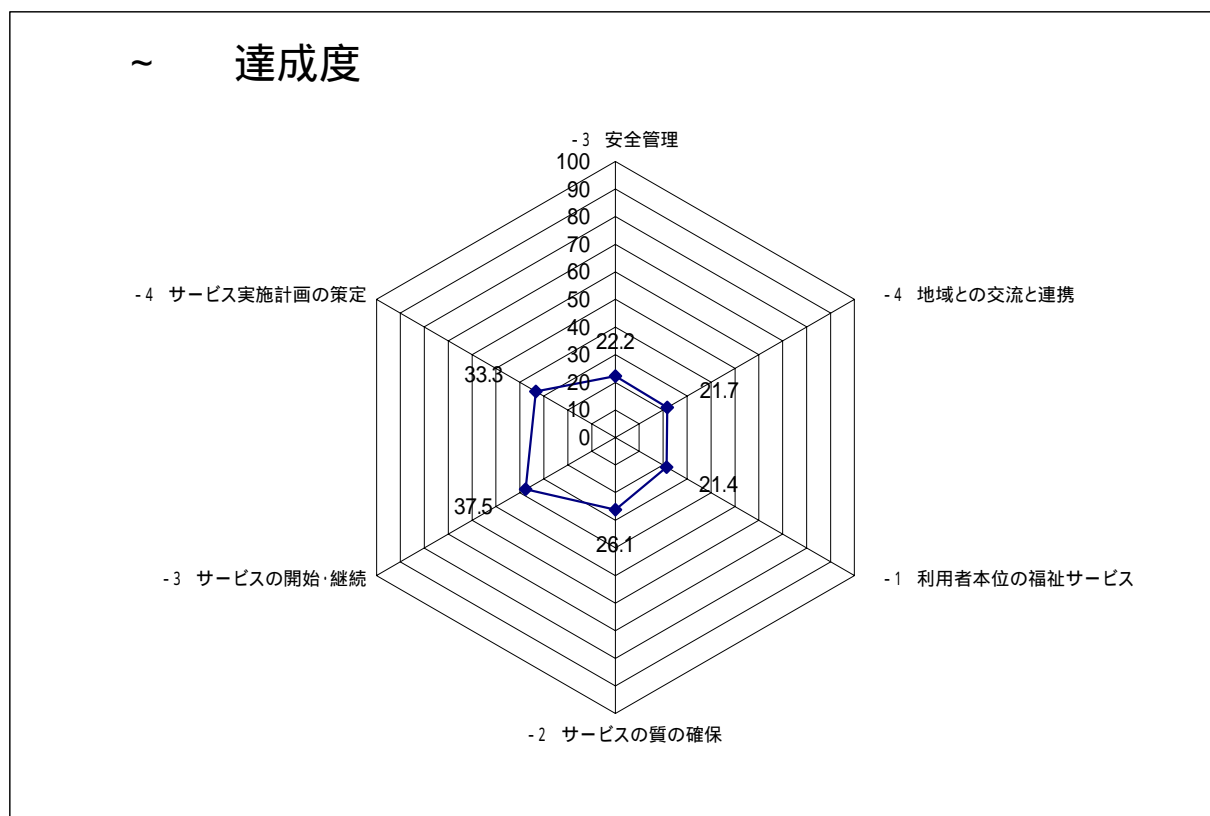 ~ 達成度
-3 安全管理
100
90
80
70
60
50
40
30
20
10
0
22.2
21.7
21.4
26.1
37.5
33.3
-4 地域との交流と連携
-1 利用者本位の福祉サービス
-2 サービスの質の確保
-3 サービスの開始･継続
-4 サービス実施計画の策定